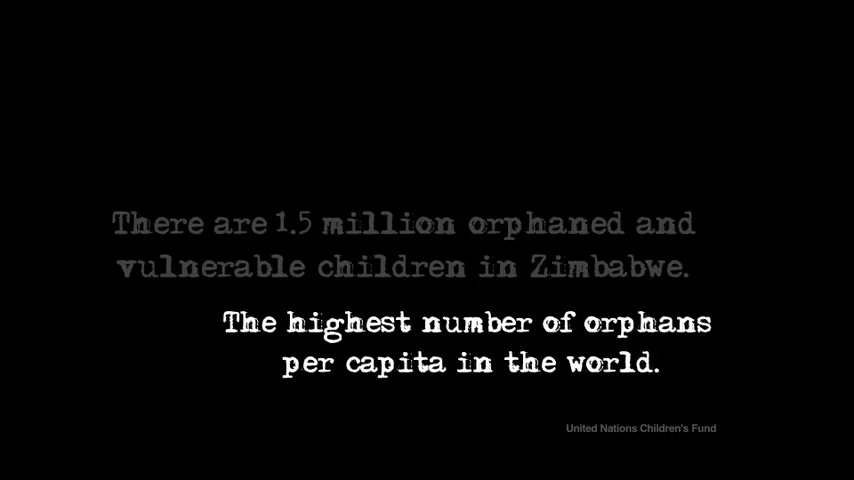 There are 1.5 million orphaned and
vulnerable children in Zimbabwe.
The highest number of orphans
per capita in the world.
United Nations Children's Fund